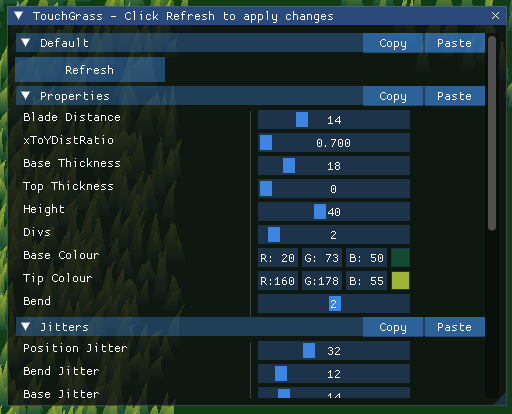 TouchGrass - Click Refresh to apply changes
Default Copy Paste
Refresh
Properties Copy Paste
Blade Distance 14
xToYDistRatio 0.700
Base Thickness 18
Top Thickness 0
Height 40
Divs 2
Base Colour R: 20 G: 73 B: 50
Tip Colour R:160 G:178 B: 55
Bend 2
Jitters Copy Paste
Position Jitter 32
Bend Jitter 12
Base Jitter 14